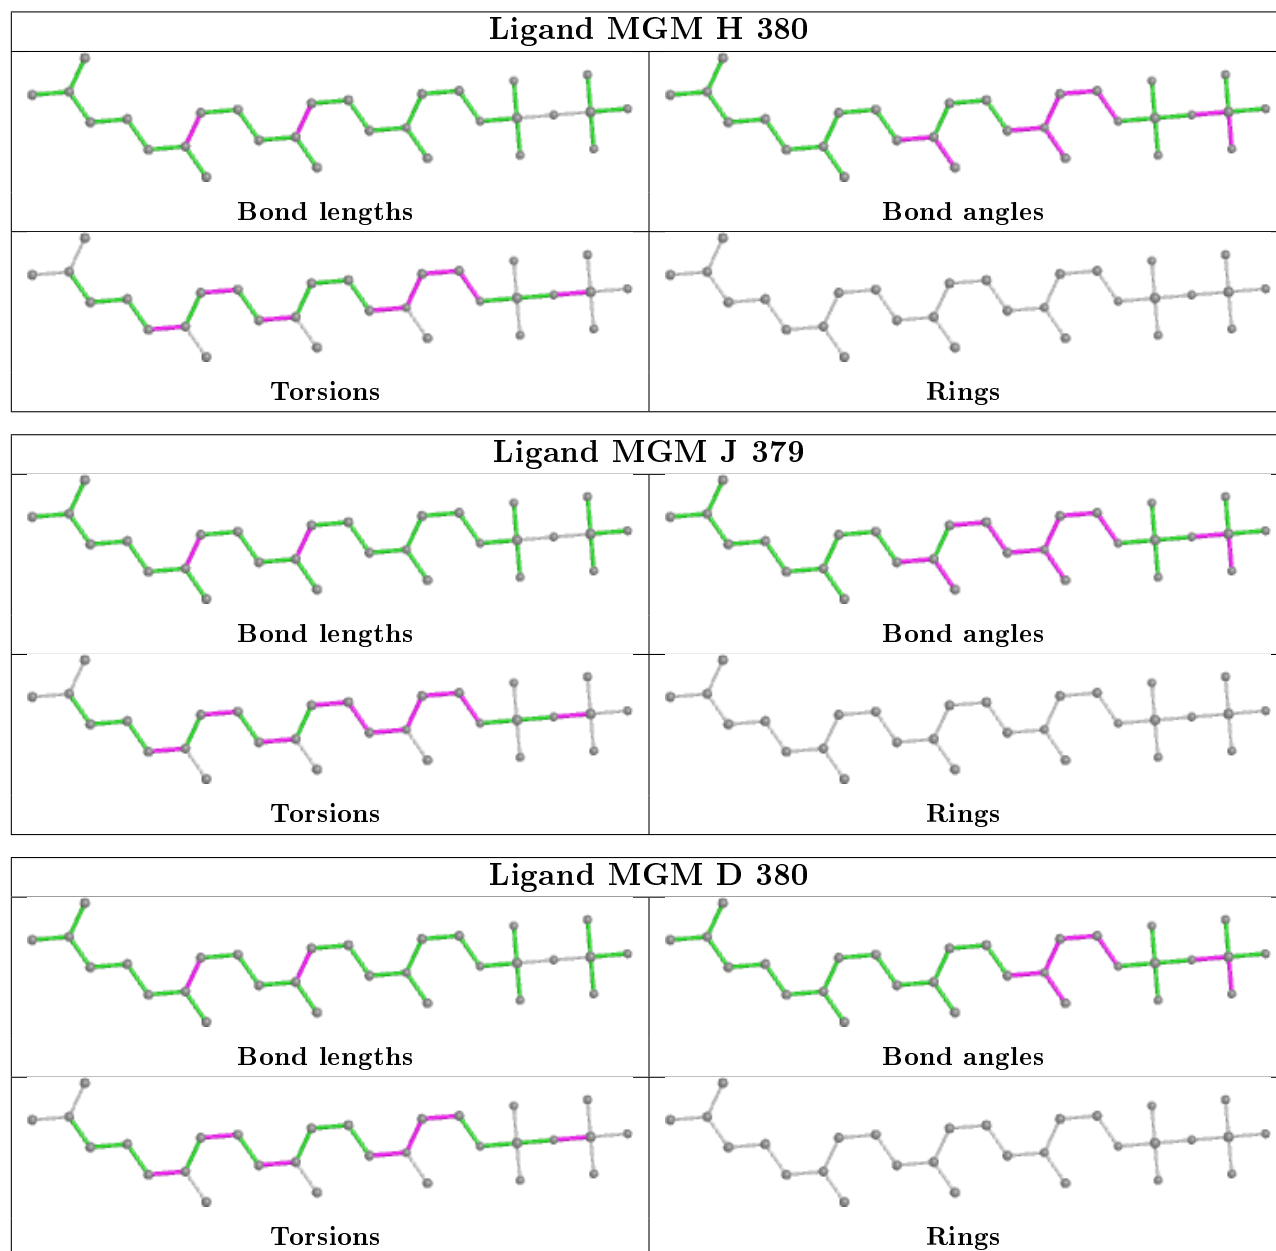 Ligand MGM H 380
Bond lengths
Bond angles
Torsions
Rings
Ligand MGM J 379
Bond lengths
Bond angles
Torsions
Rings
Ligand MGM D 380
Bond lengths
Bond angles
Torsions
Rings